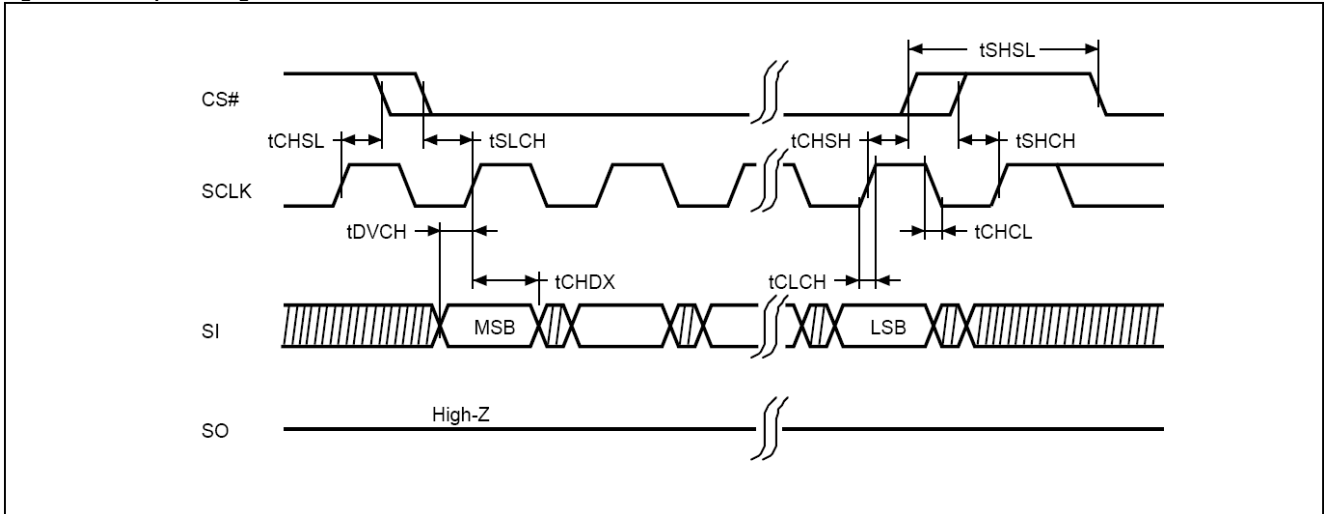 tSHSL
CS#
tCHSL
tSLCH
tCHSH
tSHCH
SCLK
tDVCH
tCHCL
tCHDX
tCLCH
SI
MSB
LSB
High-Z
SO